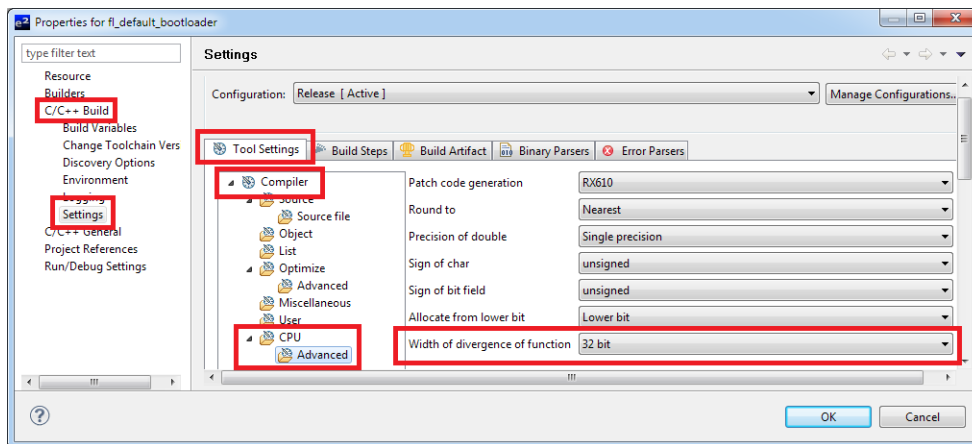 e² Properties for fl_default_bootloader
type filter text
Resource
Builders
C/C++ Build
Build Variables
Change Toolchain Vers
Discovery Options
Environment
Logging
Settings
C/C++ General
Project References
Run/Debug Settings
Settings
Configuration: Release [ Active ] Manage Configurations..
Tool Settings Build Steps Build Artifact Binary Parsers Error Parsers
Compiler
Source
Source file
Object
List
Optimize
Advanced
Miscellaneous
User
CPU
Advanced
Patch code generation RX610
Round to Nearest
Precision of double Single precision
Sign of char unsigned
Sign of bit field unsigned
Allocate from lower bit Lower bit
Width of divergence of function 32 bit
OK Cancel